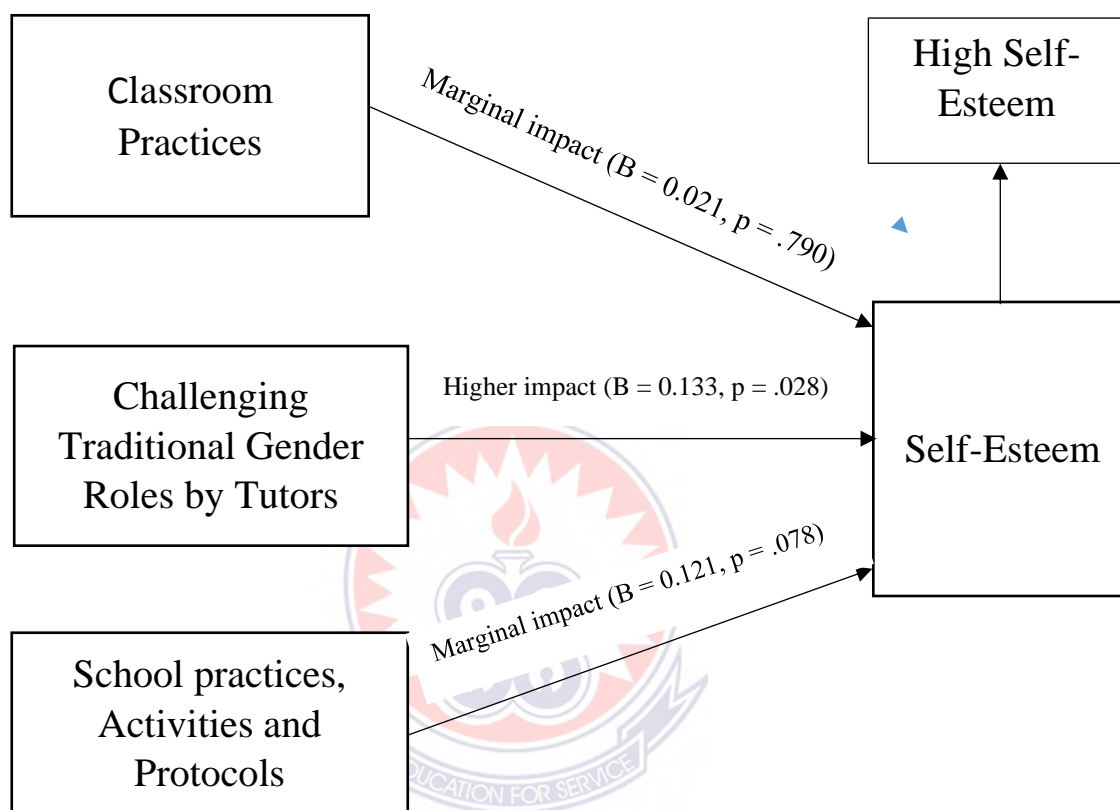 Classroom
Practices
Marginal impact (B = 0.021, p = .790)
High Self-
Esteem
Challenging
Traditional Gender
Roles by Tutors
Higher impact (B = 0.133, p = .028)
Self-Esteem
School practices,
Activities and
Protocols
Marginal impact (B = 0.121, p = .078)
EDUCATION FOR SERVICE